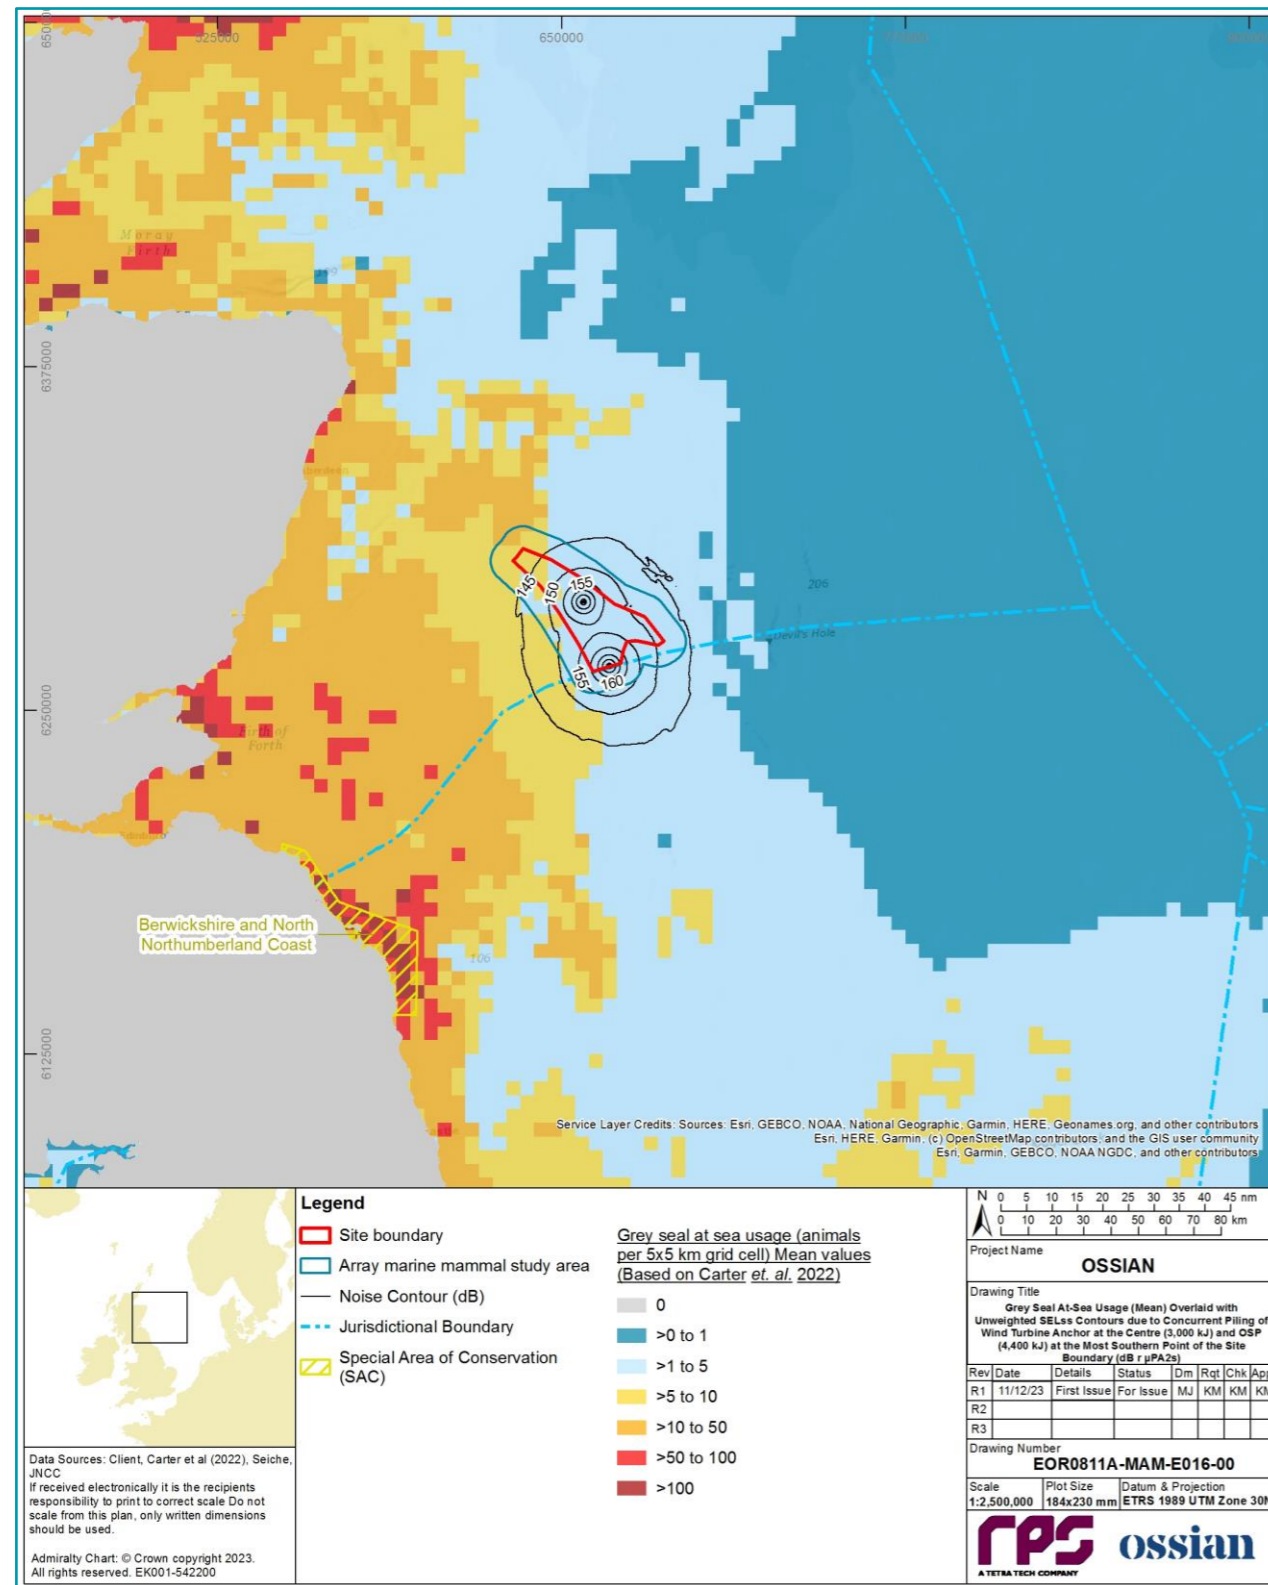 525000
650000
775000
900000
6500000
Moray
Firth
199
6375000
Aberdeen
206
Devil's Hole
145
150
155
155
160
6250000
Firth of
Forth
Edinburgh
Berwickshire and North
Northumberland Coast
106
6125000
Service Layer Credits: Sources: Esri, GEBCO, NOAA, National Geographic, Garmin, HERE, Geonames.org, and other contributors
Esri, HERE, Garmin, (c) OpenStreetMap contributors, and the GIS user community
Esri, Garmin, GEBCO, NOAA NGDC, and other contributors
Legend
Site boundary
Array marine mammal study area
Noise Contour (dB)
Jurisdictional Boundary
Special Area of Conservation
(SAC)
Grey seal at sea usage (animals
per 5x5 km grid cell) Mean values
(Based on Carter et. al. 2022)
0
>0 to 1
>1 to 5
>5 to 10
>10 to 50
>50 to 100
>100
Data Sources: Client, Carter et al (2022), Seiche,
JNCC
If received electronically it is the recipients
responsibility to print to correct scale Do not
scale from this plan, only written dimensions
should be used.
Admiralty Chart: © Crown copyright 2023.
All rights reserved. EK001-542200
N 0 5 10 15 20 25 30 35 40 45 nm
0 10 20 30 40 50 60 70 80 km
Project Name
OSSIAN
Drawing Title
Grey Seal At-Sea Usage (Mean) Overlaid with
Unweighted SELss Contours due to Concurrent Piling of
Wind Turbine Anchor at the Centre (3,000 kJ) and OSP
(4,400 kJ) at the Most Southern Point of the Site
Boundary (dB r µPA2s)
Rev Date Details Status Dm Rqt Chk App
R1 11/12/23 First Issue For Issue MJ KM KM KM
R2
R3
Drawing Number
EOR0811A-MAM-E016-00
Scale Plot Size Datum & Projection
1:2,500,000 184x230 mm ETRS 1989 UTM Zone 30N
rps
A TETRA TECH COMPANY
ossian